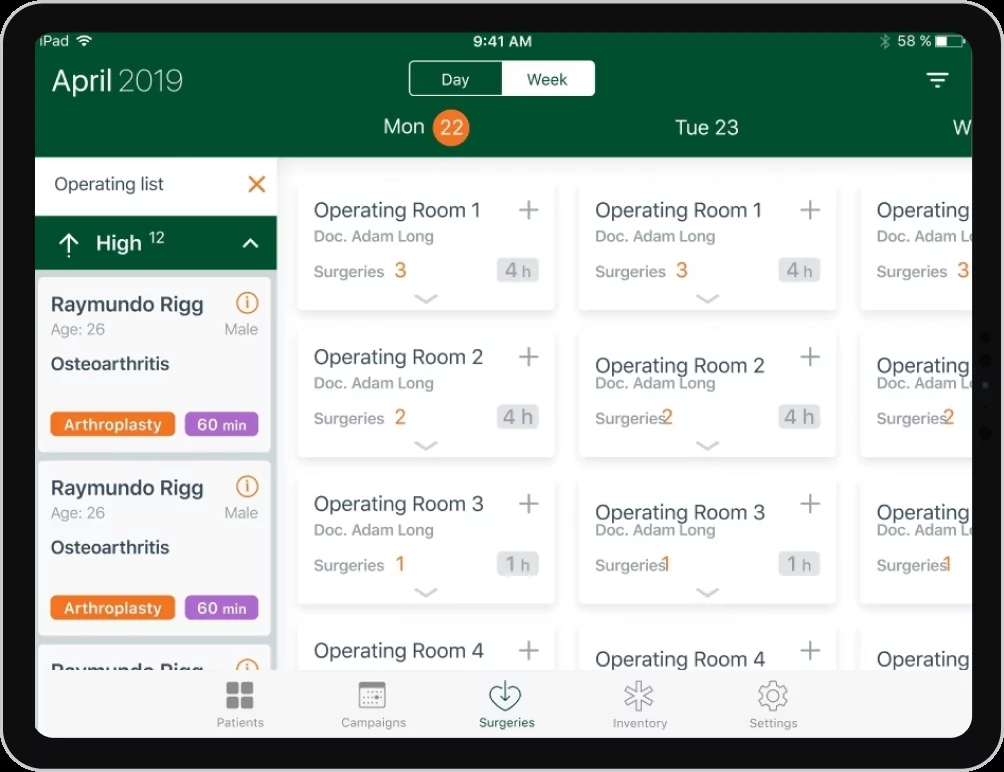 iPad
9:41 AM
58 %
April 2019
Day
Week
Mon 22
Tue 23
W
Operating list
High 12
Raymundo Rigg
Age: 26
Male
Osteoarthritis
Arthroplasty
60 min
Raymundo Rigg
Age: 26
Male
Osteoarthritis
Arthroplasty
60 min
Raymundo Rigg
Operating Room 1
Doc. Adam Long
Surgeries 3
4 h
Operating Room 2
Doc. Adam Long
Surgeries 2
4 h
Operating Room 3
Doc. Adam Long
Surgeries 1
1 h
Operating Room 4
Operating Room 1
Doc. Adam Long
Surgeries 3
4 h
Operating Room 2
Doc. Adam Long
Surgeries 2
4 h
Operating Room 3
Doc. Adam Long
Surgeries 1
1 h
Operating Room 4
Operating
Doc. Adam L
Surgeries 3
Operating
Doc. Adam L
Surgeries 2
Operating
Doc. Adam L
Surgeries 1
Operating
Patients
Campaigns
Surgeries
Inventory
Settings